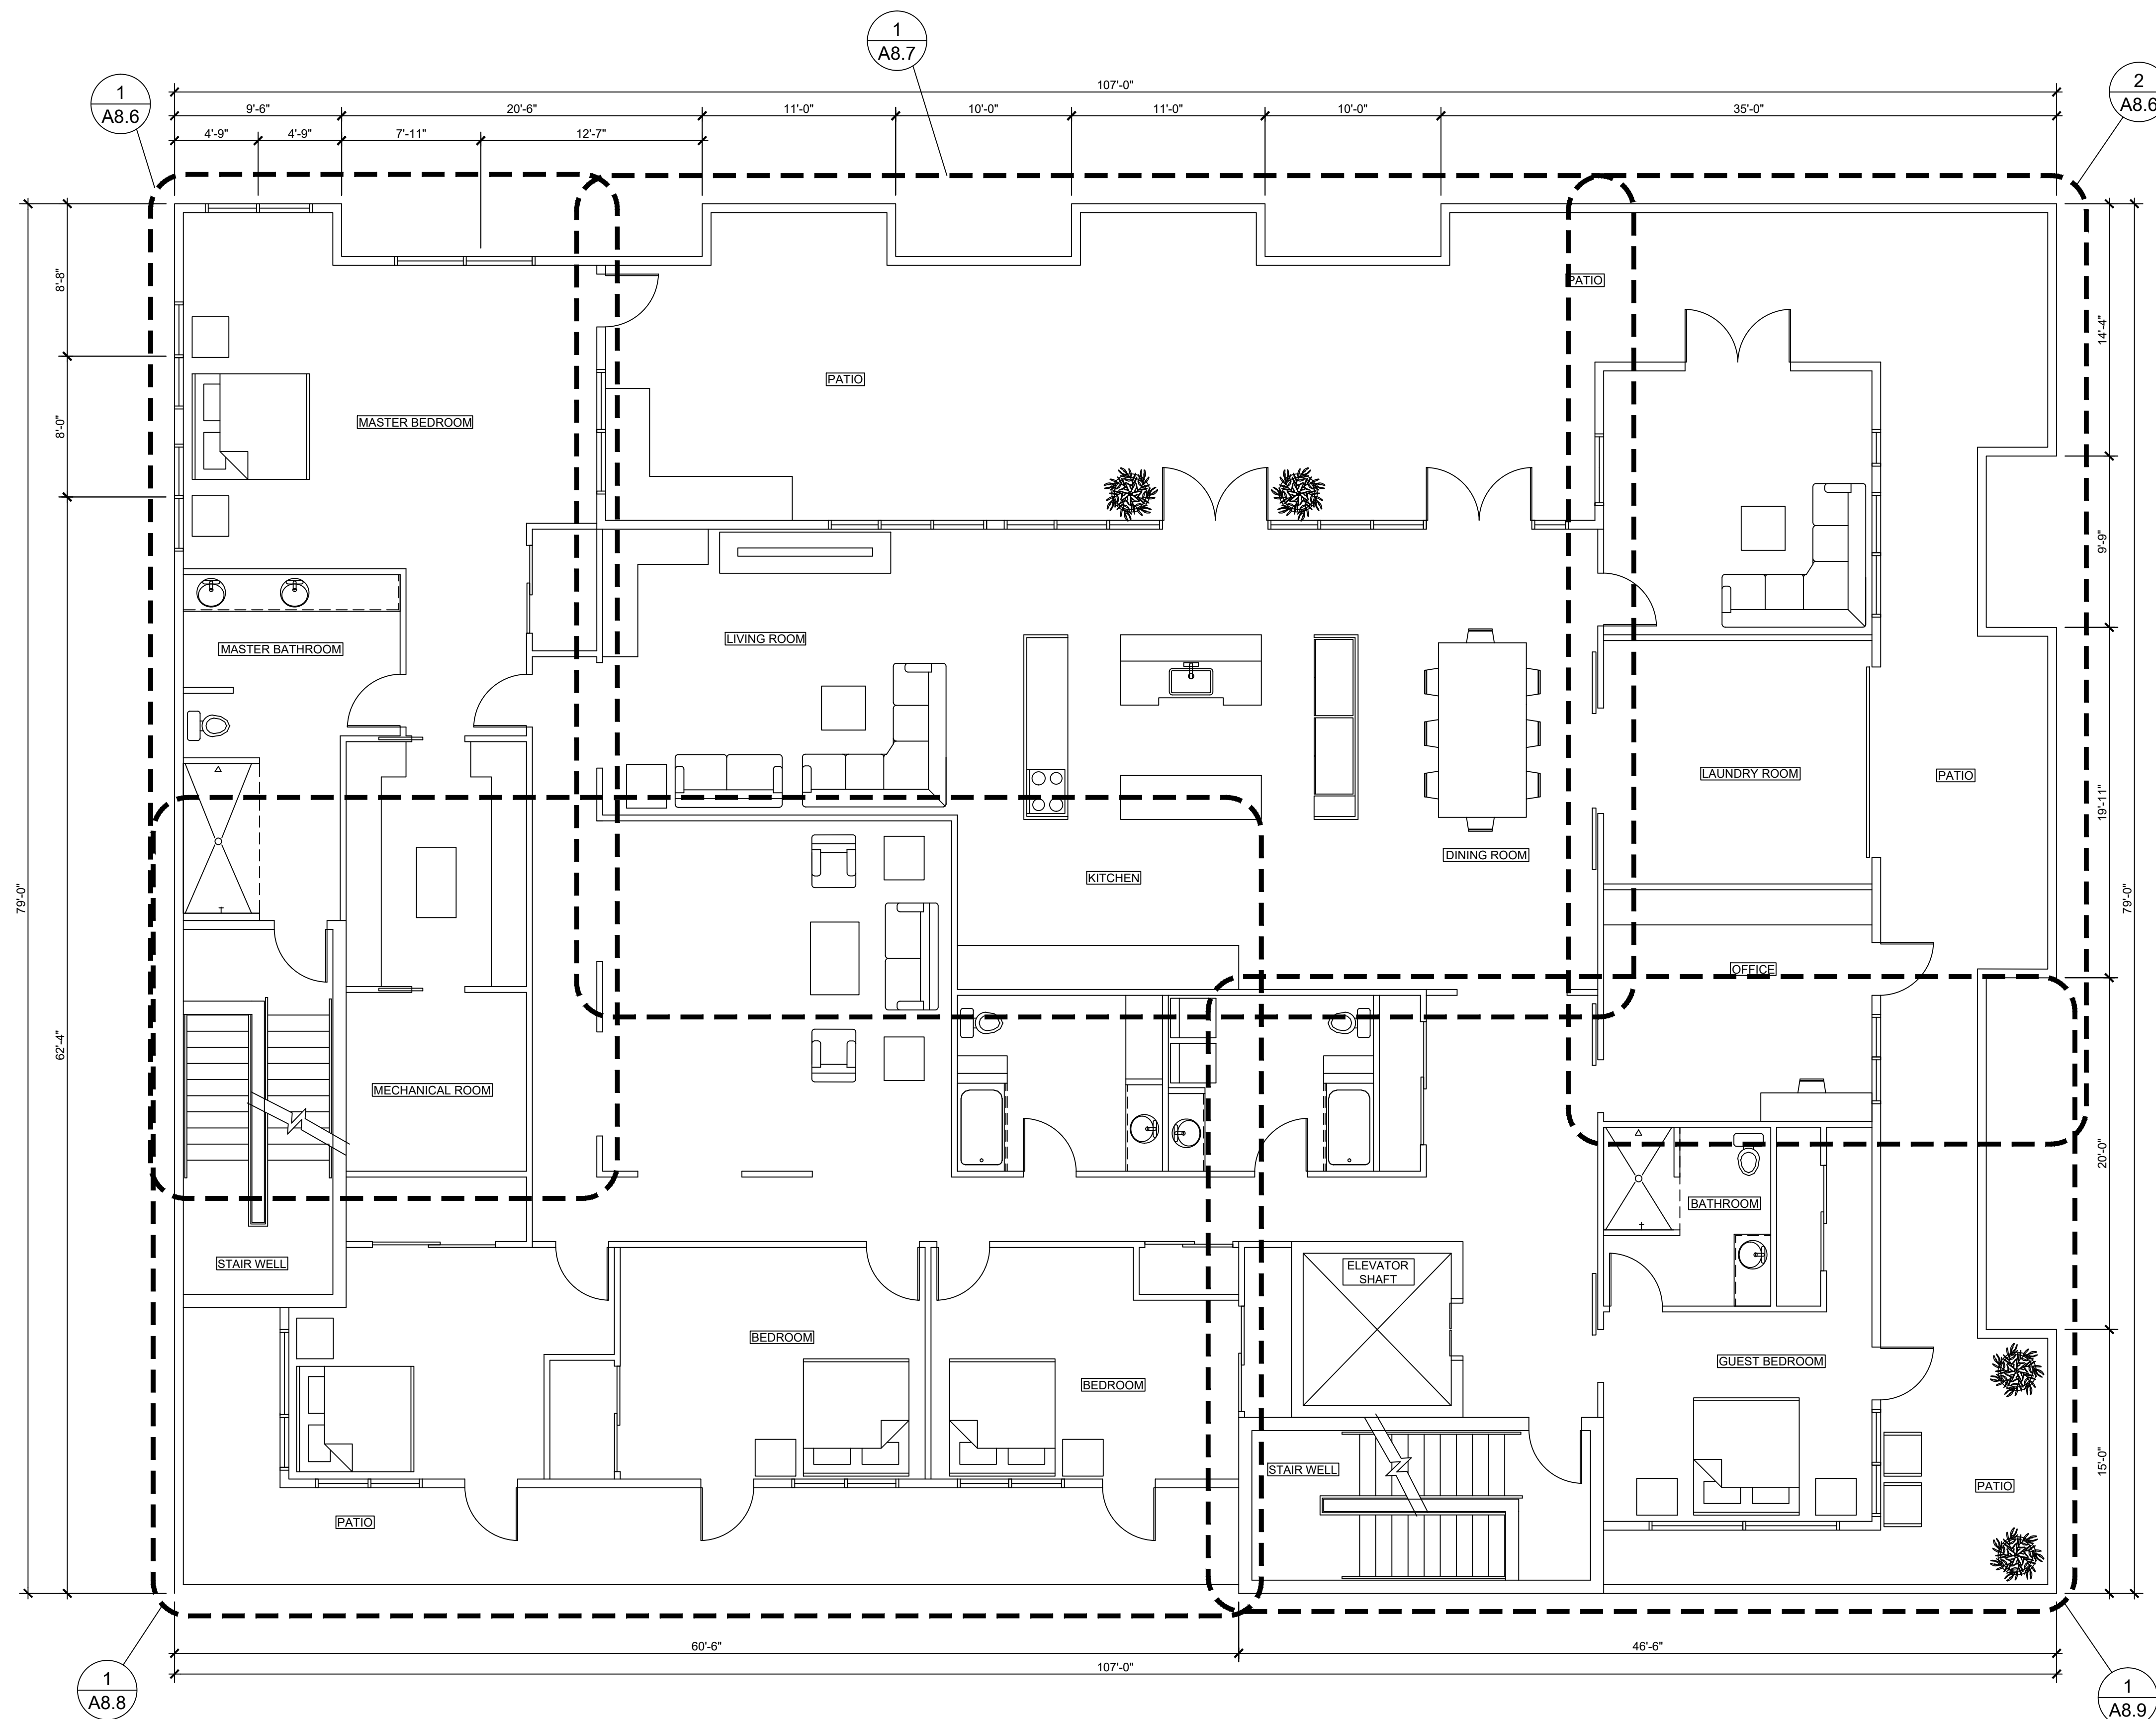 1
A8.7
1
A8.6
2
A8.6
107'-0"
9'-6"
20'-6"
11'-0"
10'-0"
11'-0"
10'-0"
35'-0"
4'-9"
4'-9"
7'-11"
12'-7"
8'-8"
8'-0"
62'-4"
79'-0"
14'-4"
9'-9"
19'-11"
20'-0"
15'-0"
79'-0"
PATIO
PATIO
MASTER BEDROOM
LIVING ROOM
MASTER BATHROOM
LAUNDRY ROOM
PATIO
DINING ROOM
KITCHEN
OFFICE
MECHANICAL ROOM
BATHROOM
STAIR WELL
ELEVATOR
SHAFT
BEDROOM
GUEST BEDROOM
BEDROOM
STAIR WELL
PATIO
PATIO
60'-6"
46'-6"
107'-0"
1
A8.8
1
A8.9